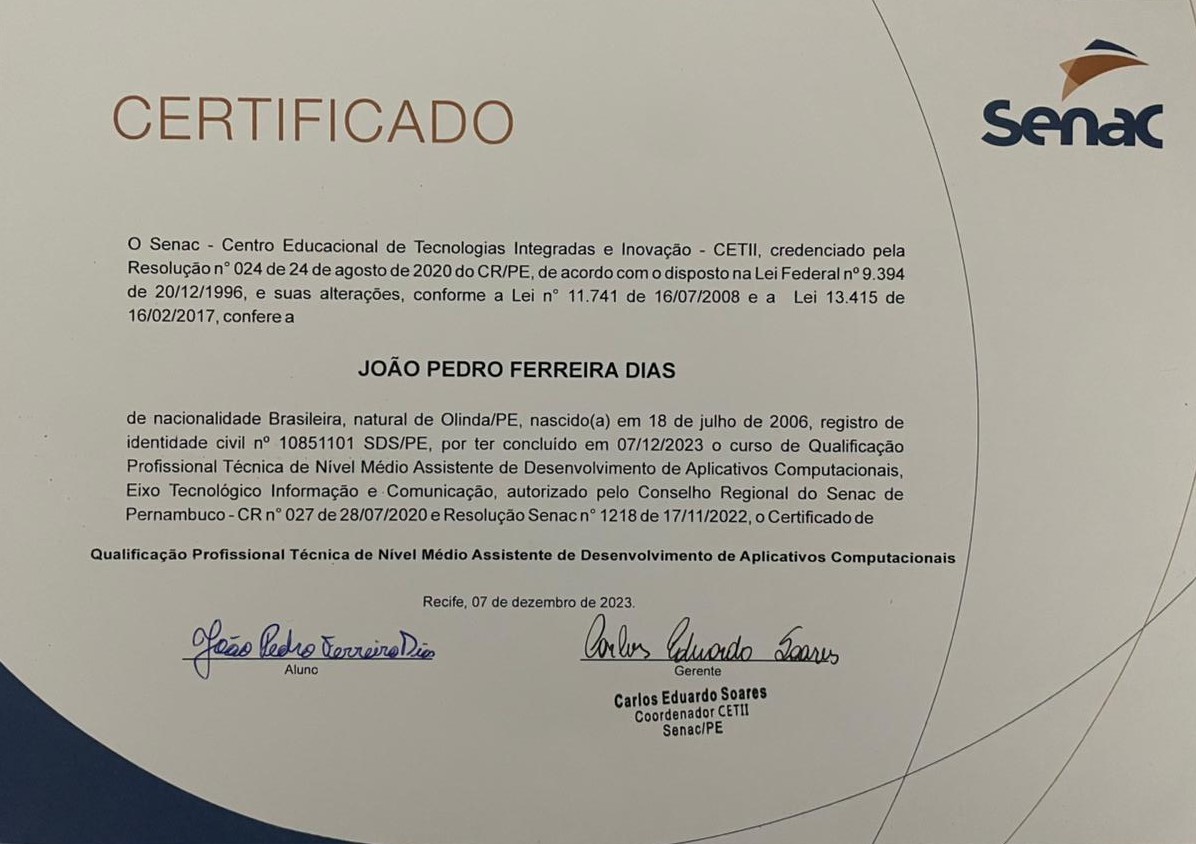 CERTIFICADO
Senac
O Senac - Centro Educacional de Tecnologias Integradas e Inovação - CETII, credenciado pela
Resolução n° 024 de 24 de agosto de 2020 do CR/PE, de acordo com o disposto na Lei Federal nº 9.394
de 20/12/1996, e suas alterações, conforme a Lei n° 11.741 de 16/07/2008 e a Lei 13.415 de
16/02/2017, confere a
JOÃO PEDRO FERREIRA DIAS
de nacionalidade Brasileira, natural de Olinda/PE, nascido(a) em 18 de julho de 2006, registro de
identidade civil nº 10851101 SDS/PE, por ter concluído em 07/12/2023 o curso de Qualificação
Profissional Técnica de Nível Médio Assistente de Desenvolvimento de Aplicativos Computacionais,
Eixo Tecnológico Informação e Comunicação, autorizado pelo Conselho Regional do Senac de
Pernambuco - CR n° 027 de 28/07/2020 e Resolução Senac n° 1218 de 17/11/2022, o Certificado de
Qualificação Profissional Técnica de Nível Médio Assistente de Desenvolvimento de Aplicativos Computacionais
Recife, 07 de dezembro de 2023.
João Pedro Ferreira Dias
Aluno
Carlos Eduardo Soares
Gerente
Carlos Eduardo Soares
Coordenador CETII
Senac/PE